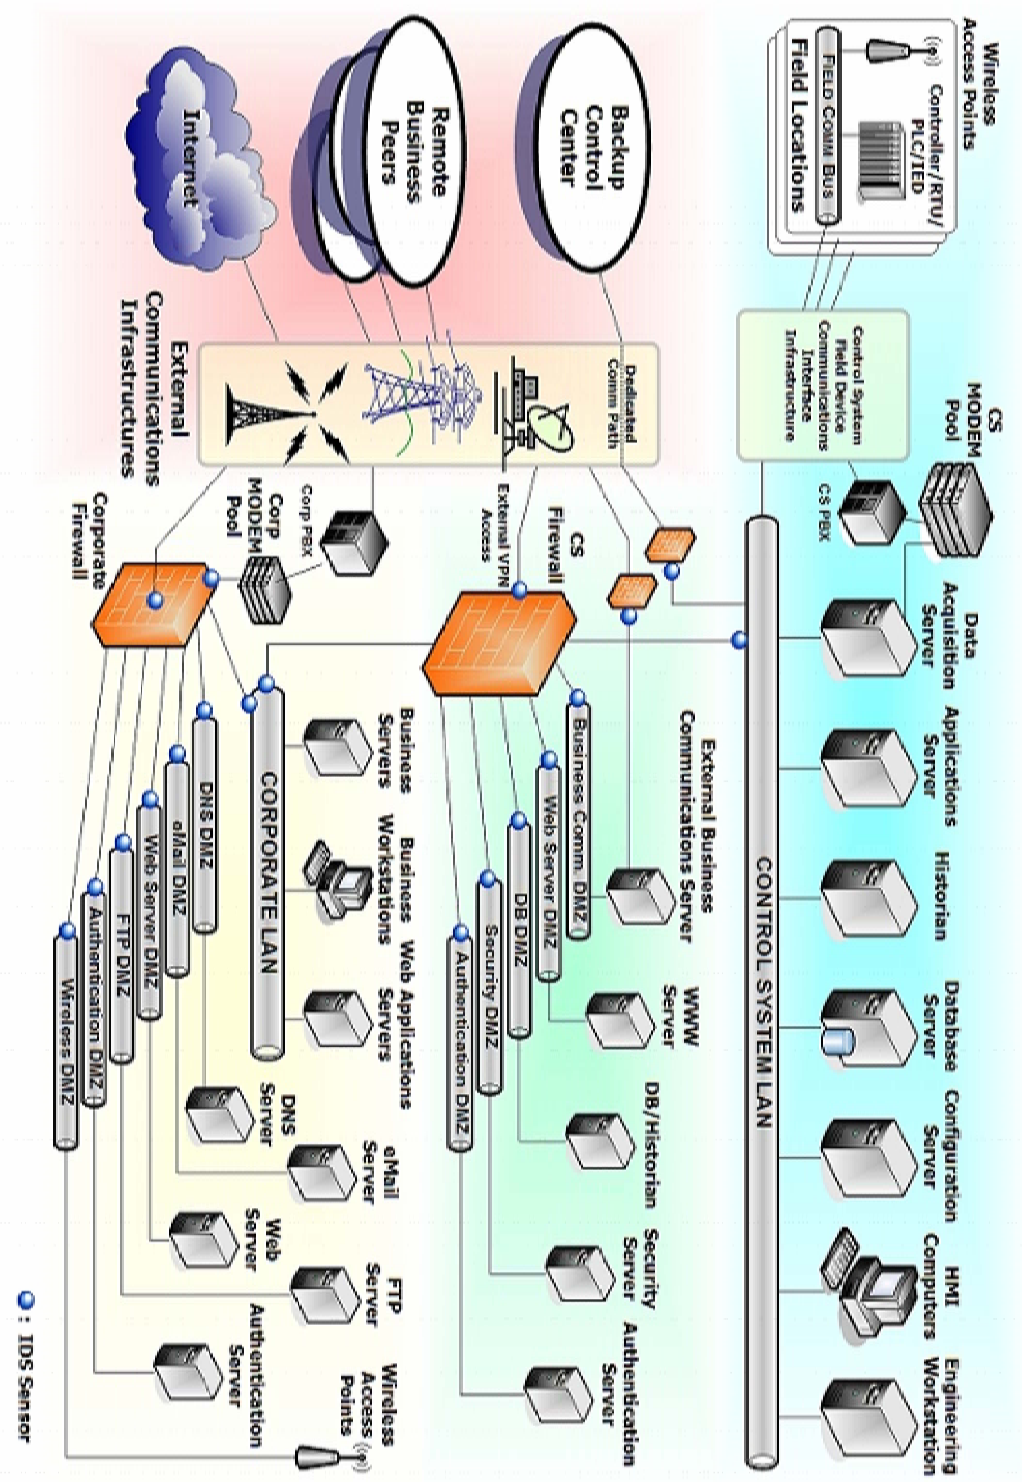 Wireless
Access Points
Controller/RTU/
PLC/IED
FIELD COMM BUS
Field Locations
Control System
Field Device
Communications
Interface
Infrastructure
CS
MODEM
Pool
CS PBX
Data
Acquisition
Server
Applications
Server
Historian
Database
Server
Configuration
Server
HMI
Computers
Engineering
Workstation
CONTROL SYSTEM LAN
Backup
Control
Center
Remote
Business
Peers
Internet
External
Communications
Infrastructures
Dedicated
Comm Path
CS
Firewall
External VPN
Access
External Business
Communications Server
WWW
Server
DB/Historian
Security
Server
Authentication
Server
Business Comm. DMZ
Web Server DMZ
DB DMZ
Security DMZ
Authentication DMZ
Corp PBX
Corp
MODEM
Pool
Corporate
Firewall
Business
Servers
Business
Workstations
Web Applications
Servers
CORPORATE LAN
DNS DMZ
eMail DMZ
Web Server DMZ
FTP DMZ
Authentication DMZ
Wireless DMZ
DNS
Server
eMail
Server
Web
Server
FTP
Server
Authentication
Server
Wireless
Access
Points
: IDS Sensor